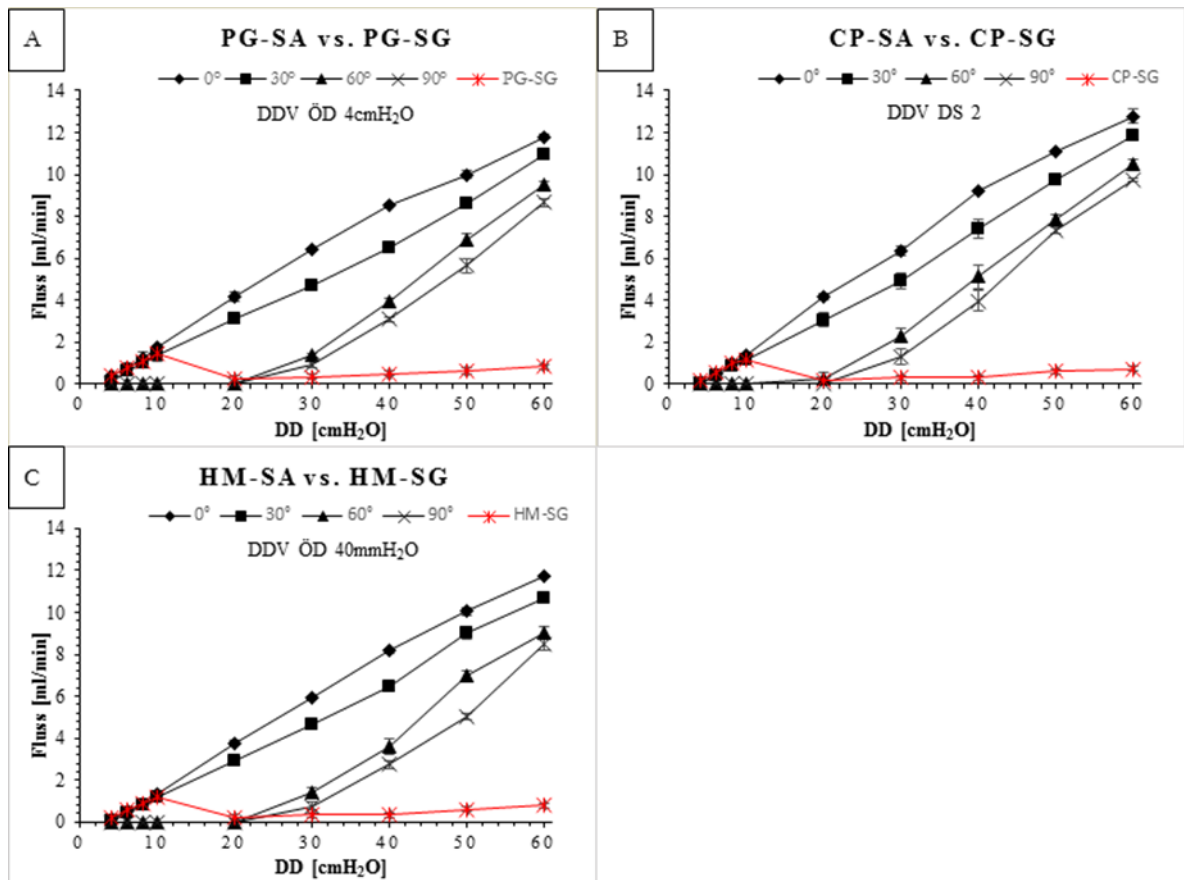 A
PG-SA vs. PG-SG
0° 30° 60° 90° PG-SG
DDV ÖD 4cmH₂O
Fluss [ml/min]
14
12
10
8
6
4
2
0
0 10 20 30 40 50 60
DD [cmH₂O]
B
CP-SA vs. CP-SG
0° 30° 60° 90° CP-SG
DDV DS 2
Fluss [ml/min]
14
12
10
8
6
4
2
0
0 10 20 30 40 50 60
DD [cmH₂O]
C
HM-SA vs. HM-SG
0° 30° 60° 90° HM-SG
DDV ÖD 40mmH₂O
Fluss [ml/min]
14
12
10
8
6
4
2
0
0 10 20 30 40 50 60
DD [cmH₂O]